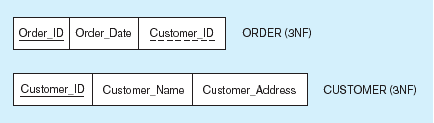 Order_ID Order_Date Customer_ID ORDER (3NF)
Customer_ID Customer_Name Customer_Address CUSTOMER (3NF)